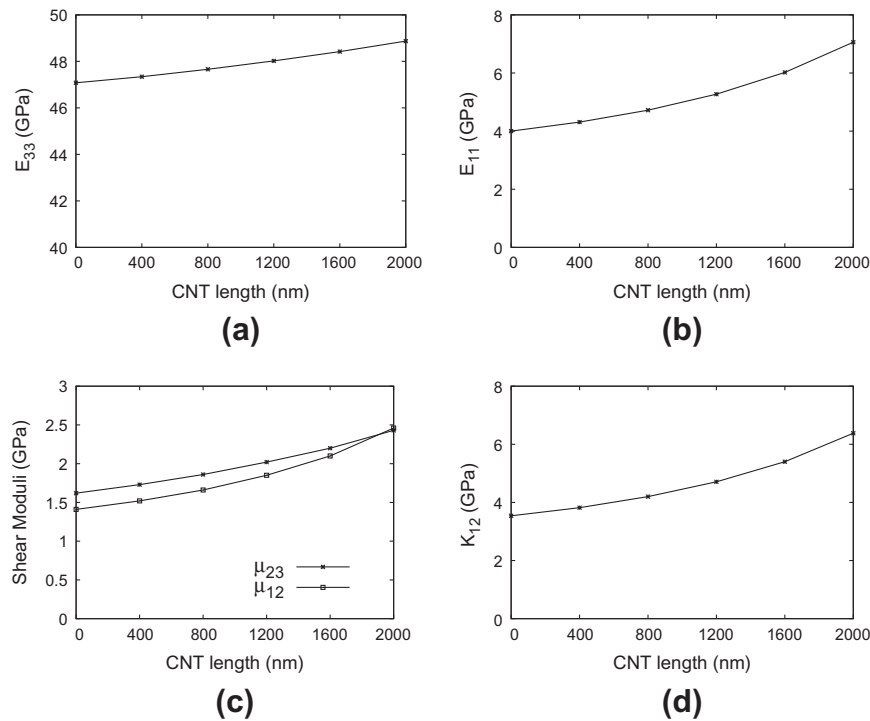 50
48
46
44
42
40
E33 (GPa)
0 400 800 1200 1600 2000
CNT length (nm)
(a)
8
6
4
2
0
E11 (GPa)
0 400 800 1200 1600 2000
CNT length (nm)
(b)
3
2.5
2
1.5
1
0.5
0
Shear Moduli (GPa)
μ23
μ12
0 400 800 1200 1600 2000
CNT length (nm)
(c)
8
6
4
2
0
K12 (GPa)
0 400 800 1200 1600 2000
CNT length (nm)
(d)